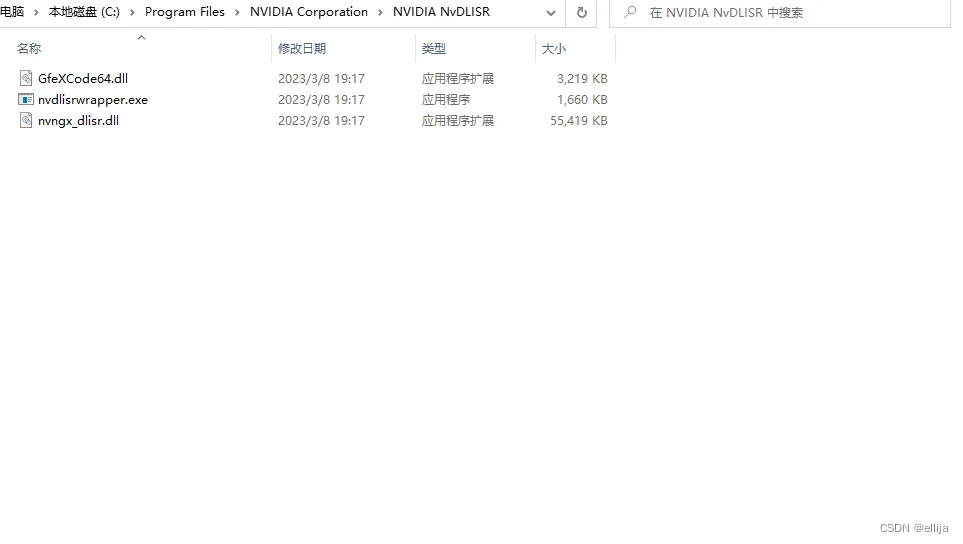 电脑 › 本地磁盘 (C:) › Program Files › NVIDIA Corporation › NVIDIA NvDLISR 在 NVIDIA NvDLISR 中搜索
名称 修改日期 类型 大小
GfeXCode64.dll 2023/3/8 19:17 应用程序扩展 3,219 KB
nvdlisrwrapper.exe 2023/3/8 19:17 应用程序 1,660 KB
nvngx_dlisr.dll 2023/3/8 19:17 应用程序扩展 55,419 KB
CSDN @ellija